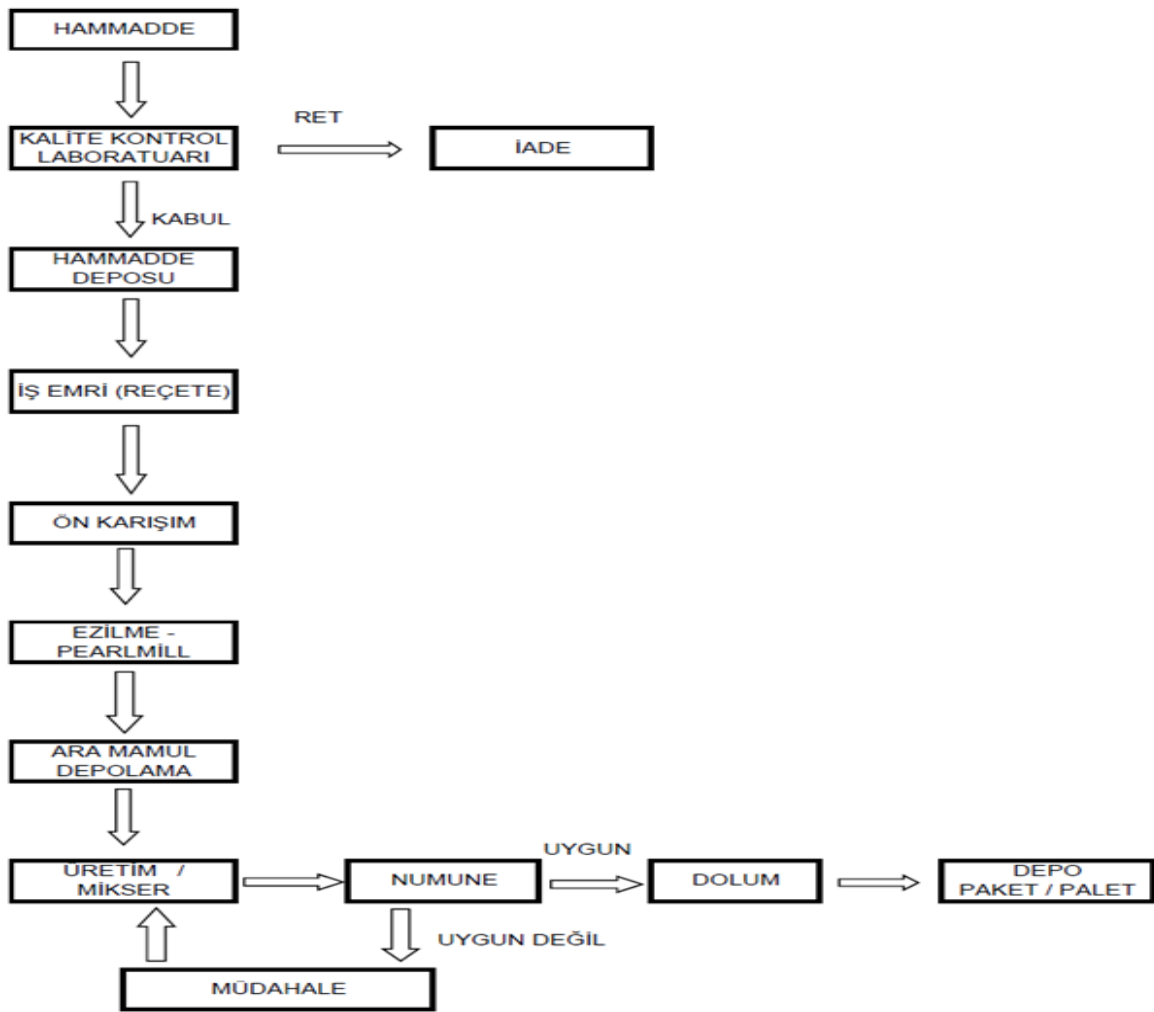 HAMMADDE
RET
KALİTE KONTROL
LABORATUARI
İADE
KABUL
HAMMADDE
DEPOSU
İŞ EMRİ (REÇETE)
ÖN KARIŞIM
EZİLME -
PEARLMİLL
ARA MAMUL
DEPOLAMA
ÜRETİM /
MİKSER
NUMUNE
UYGUN
DOLUM
DEPO
PAKET / PALET
UYGUN DEĞİL
MÜDAHALE